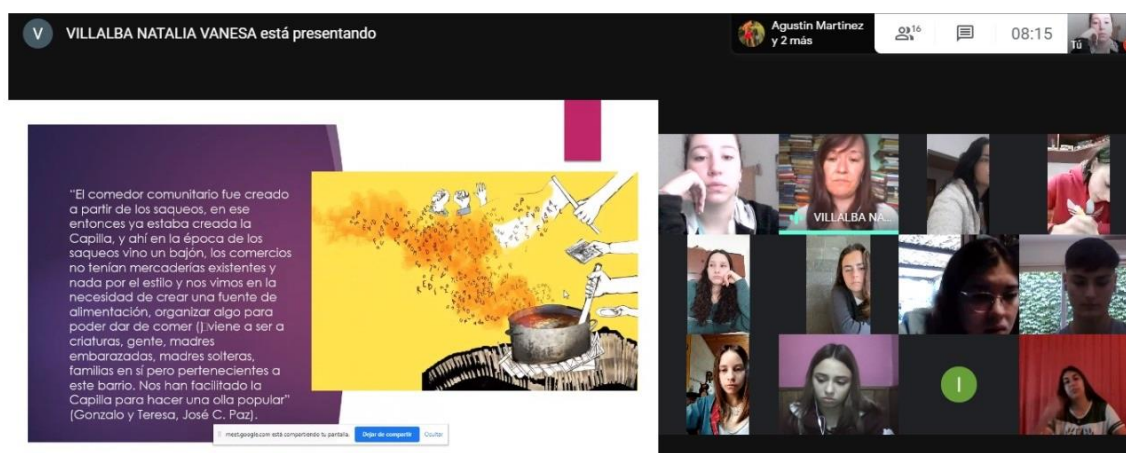 V VILLALBA NATALIA VANESA está presentando
Agustin Martinez
y 2 más
16
08:15
Tú
"El comedor comunitario fue creado
a partir de los saqueos, en ese
entonces ya estaba creada la
Capilla, y ahí en la época de los
saqueos vino un bajón, los comercios
no tenían mercaderías existentes y
nada por el estilo y nos vimos en la
necesidad de crear una fuente de
alimentación, organizar algo para
poder dar de comer () viene a ser a
criaturas, gente, madres
embarazadas, madres solteras,
familias en sí pero pertenecientes a
este barrio. Nos han facilitado la
Capilla para hacer una olla popular"
(Gonzalo y Teresa, José C. Paz).
meet.google.com está compartiendo tu pantalla.
Dejar de compartir
Ocultar
VILLALBA NA...
I